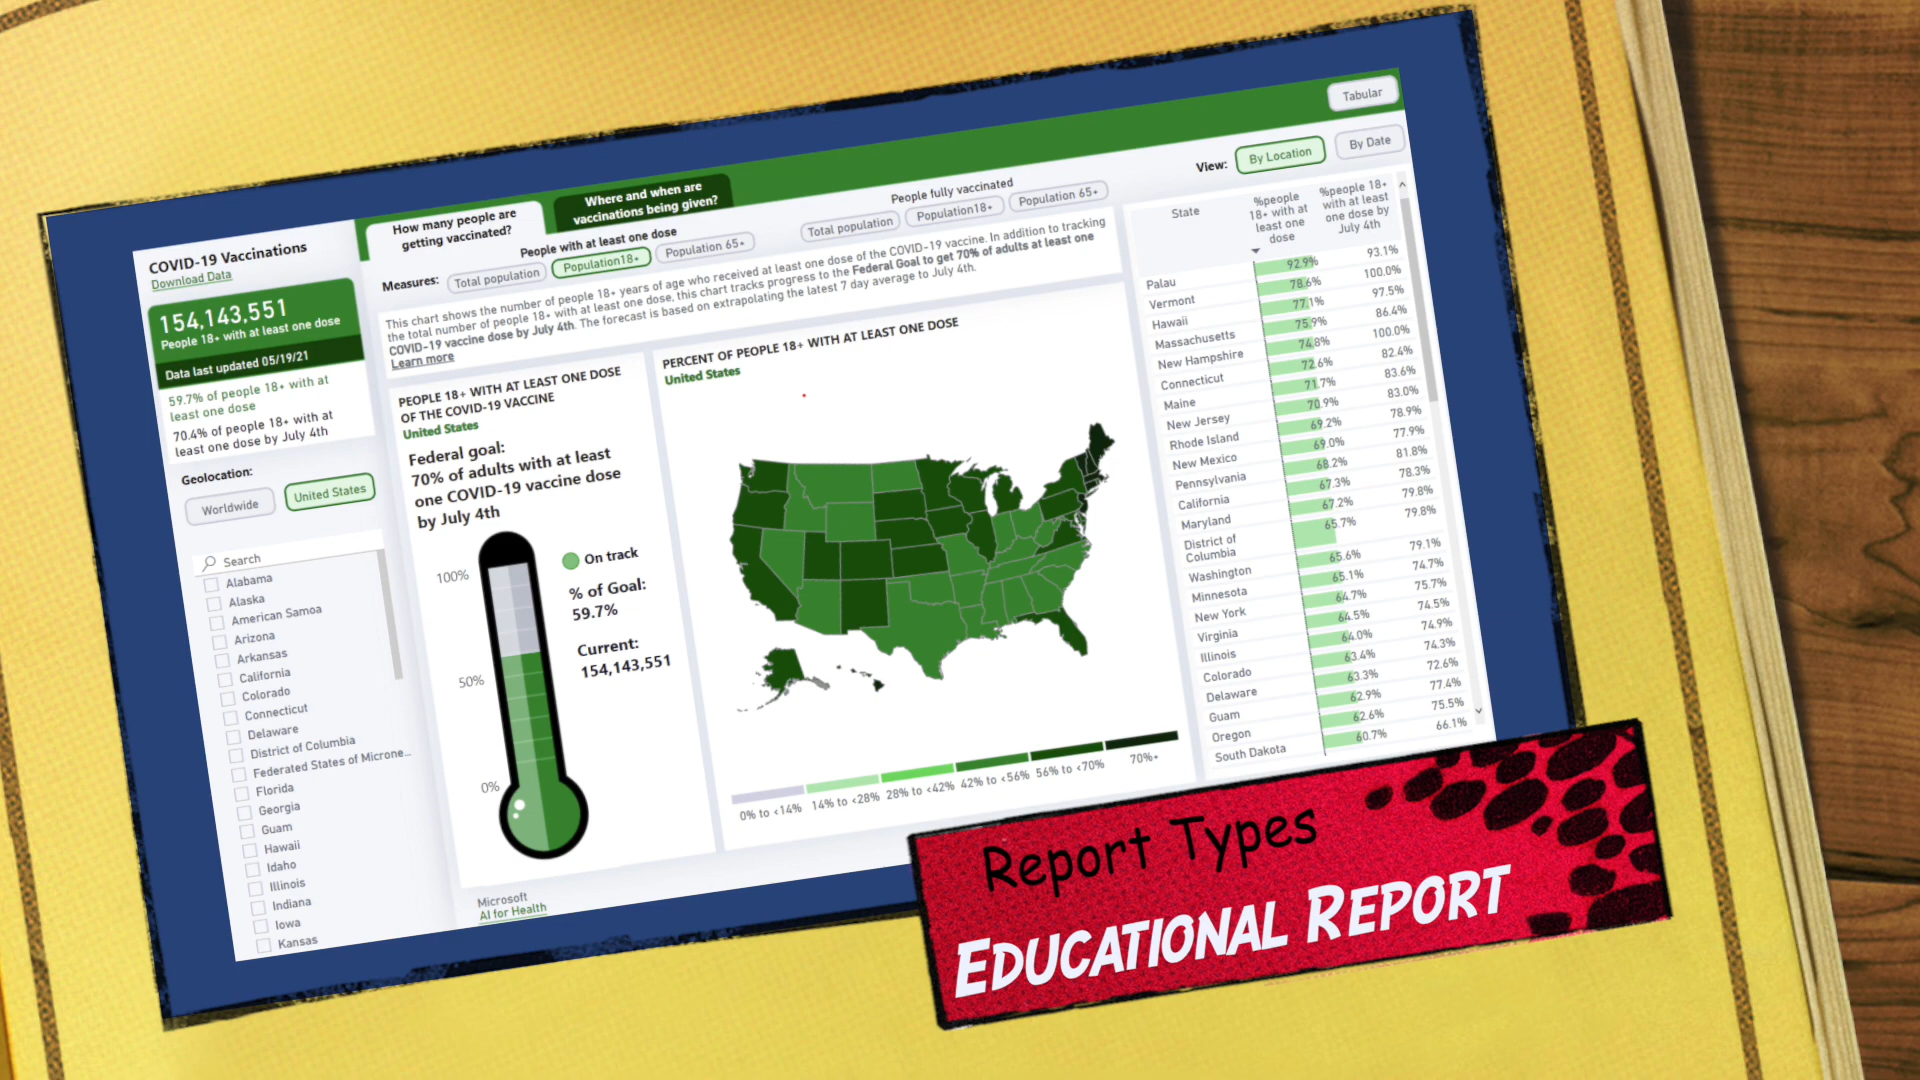 Tabular
View:
By Location
By Date
Where and when are
vaccinations being given?
How many people are
getting vaccinated?
COVID-19 Vaccinations
Download Data
154,143,551
People 18+ with at least one dose
Data last updated 05/19/21
59.7% of people 18+ with at
least one dose
70.4% of people 18+ with at
least one dose by July 4th
Geolocation:
Worldwide
United States
Search
Alabama
Alaska
American Samoa
Arizona
Arkansas
California
Colorado
Connecticut
Delaware
District of Columbia
Federated States of Microne...
Florida
Georgia
Guam
Hawaii
Idaho
Illinois
Indiana
Iowa
Kansas
Measures:
People with at least one dose
Total population
Population18+
Population 65+
People fully vaccinated
Total population
Population18+
Population 65+
This chart shows the number of people 18+ years of age who received at least one dose of the COVID-19 vaccine. In addition to tracking
the total number of people 18+ with at least one dose, this chart tracks progress to the Federal Goal to get 70% of adults at least one
COVID-19 vaccine dose by July 4th. The forecast is based on extrapolating the latest 7 day average to July 4th.
Learn more
PEOPLE 18+ WITH AT LEAST ONE DOSE
OF THE COVID-19 VACCINE
United States
Federal goal:
70% of adults with at least
one COVID-19 vaccine dose
by July 4th
100%
50%
0%
On track
% of Goal:
59.7%
Current:
154,143,551
PERCENT OF PEOPLE 18+ WITH AT LEAST ONE DOSE
United States
0% to <14% 14% to <28% 28% to <42% 42% to <56% 56% to <70% 70%+
State
%people
18+ with at
least one
dose
%people 18+
with at least
one dose by
July 4th
Palau 92.9% 93.1%
Vermont 78.6% 100.0%
Hawaii 77.1% 97.5%
Massachusetts 75.9% 86.4%
New Hampshire 74.8% 100.0%
Connecticut 72.6% 82.4%
Maine 71.7% 83.6%
New Jersey 70.9% 83.0%
Rhode Island 69.2% 78.9%
New Mexico 69.0% 77.9%
Pennsylvania 68.2% 81.8%
California 67.3% 78.3%
Maryland 67.2% 79.8%
District of
Columbia 65.7% 79.8%
Washington 65.6% 79.1%
Minnesota 65.1% 74.7%
New York 64.7% 75.7%
Virginia 64.5% 74.5%
Illinois 64.0% 74.9%
Colorado 63.4% 74.3%
Delaware 63.3% 72.6%
Guam 62.9% 77.4%
Oregon 62.6% 75.5%
South Dakota 60.7% 66.1%
Microsoft
AI for Health
Report Types
EDUCATIONAL REPORT